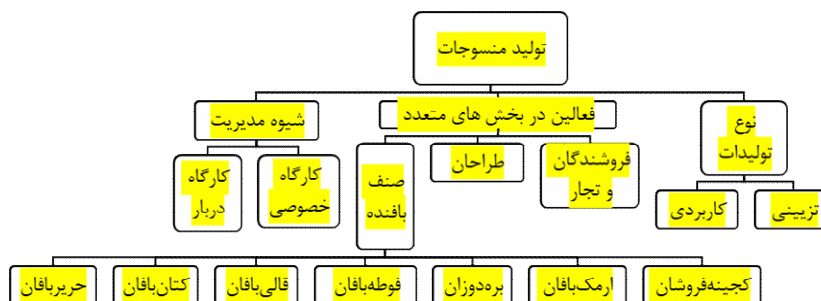 تولید منسوجات
نوع
تولیدات
فعالین در بخش های متعدد
شیوه مدیریت
تزیینی
کاربردی
فروشندگان
و تجار
طراحان
صنف
بافنده
کارگاه
خصوصی
کارگاه
دربار
کجینه‌فروشان
ارمک‌بافان
بره‌دوزان
فوطه‌بافان
قالی‌بافان
کتان‌بافان
حریربافان